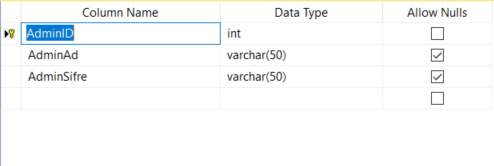 Column Name Data Type Allow Nulls
AdminID int
AdminAd varchar(50)
AdminSifre varchar(50)